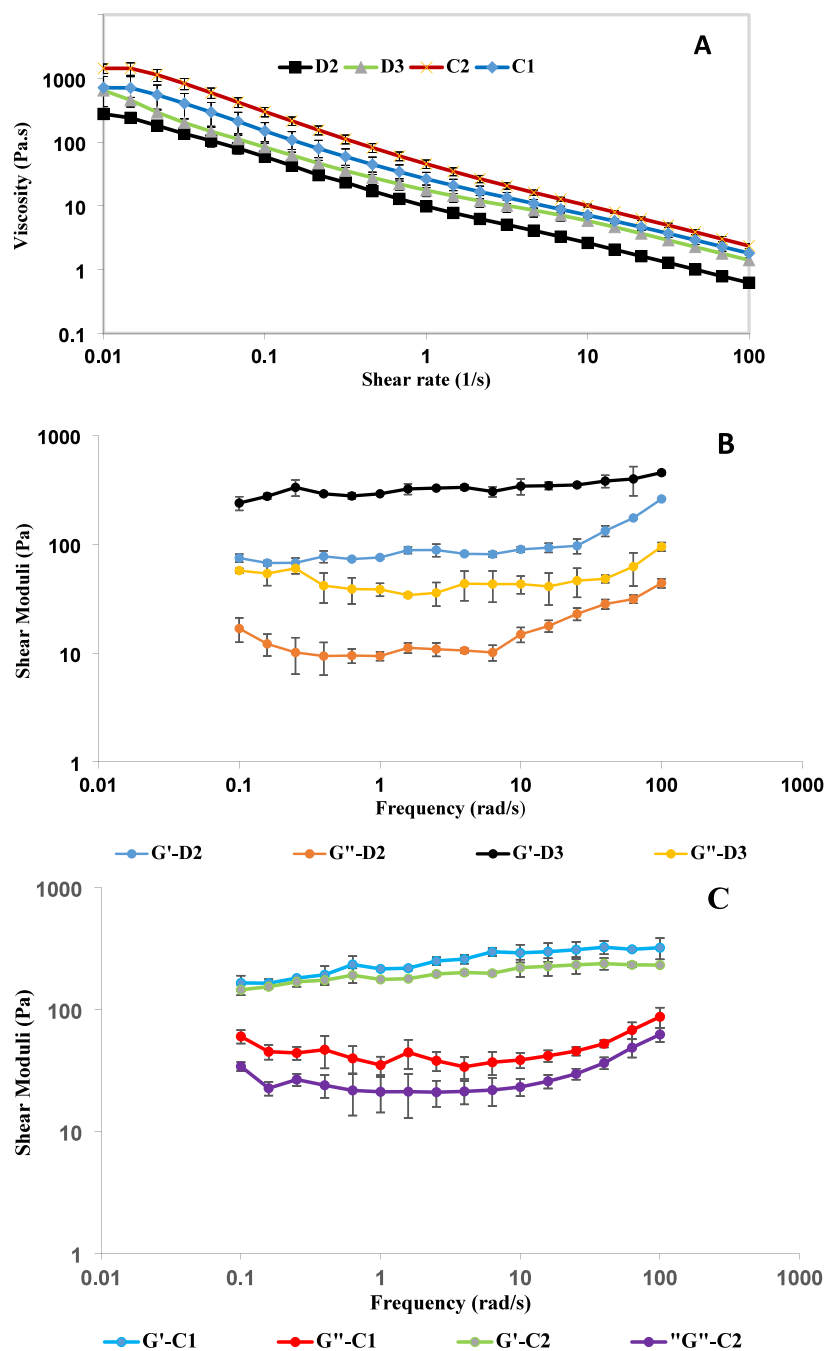 A
D2 D3 C2 C1
1000
100
10
1
0.1
Viscosity (Pa.s)
0.01 0.1 1 10 100
Shear rate (1/s)
B
1000
100
10
1
Shear Moduli (Pa)
0.01 0.1 1 10 100 1000
Frequency (rad/s)
G'-D2 G"-D2 G'-D3 G"-D3
C
1000
100
10
1
Shear Moduli (Pa)
0.01 0.1 1 10 100 1000
Frequency (rad/s)
G'-C1 G"-C1 G'-C2 "G"-C2